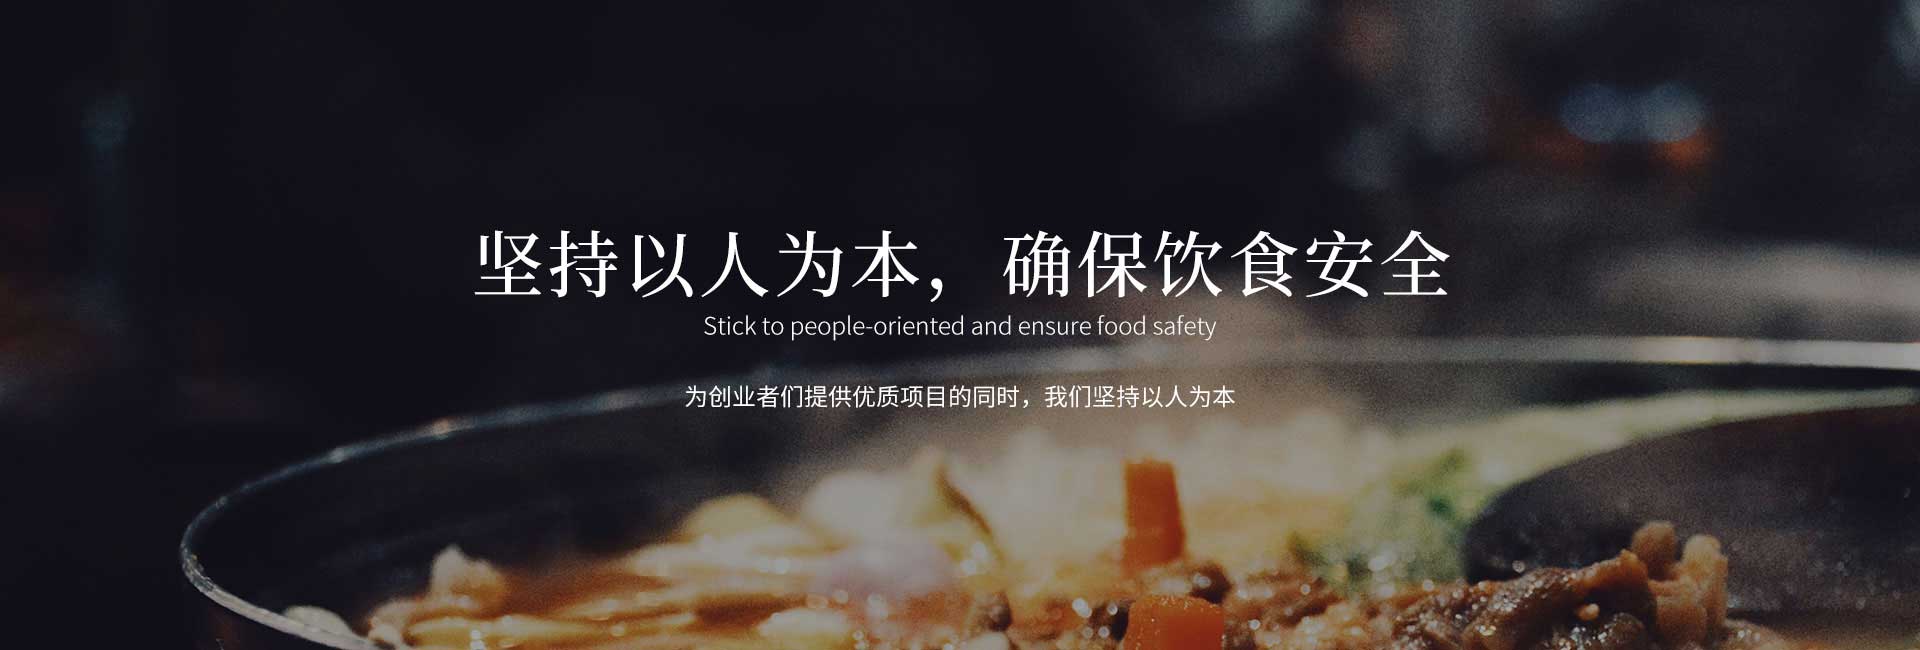 坚持以人为本，确保饮食安全
Stick to people-oriented and ensure food safety
为创业者们提供优质项目的同时，我们坚持以人为本